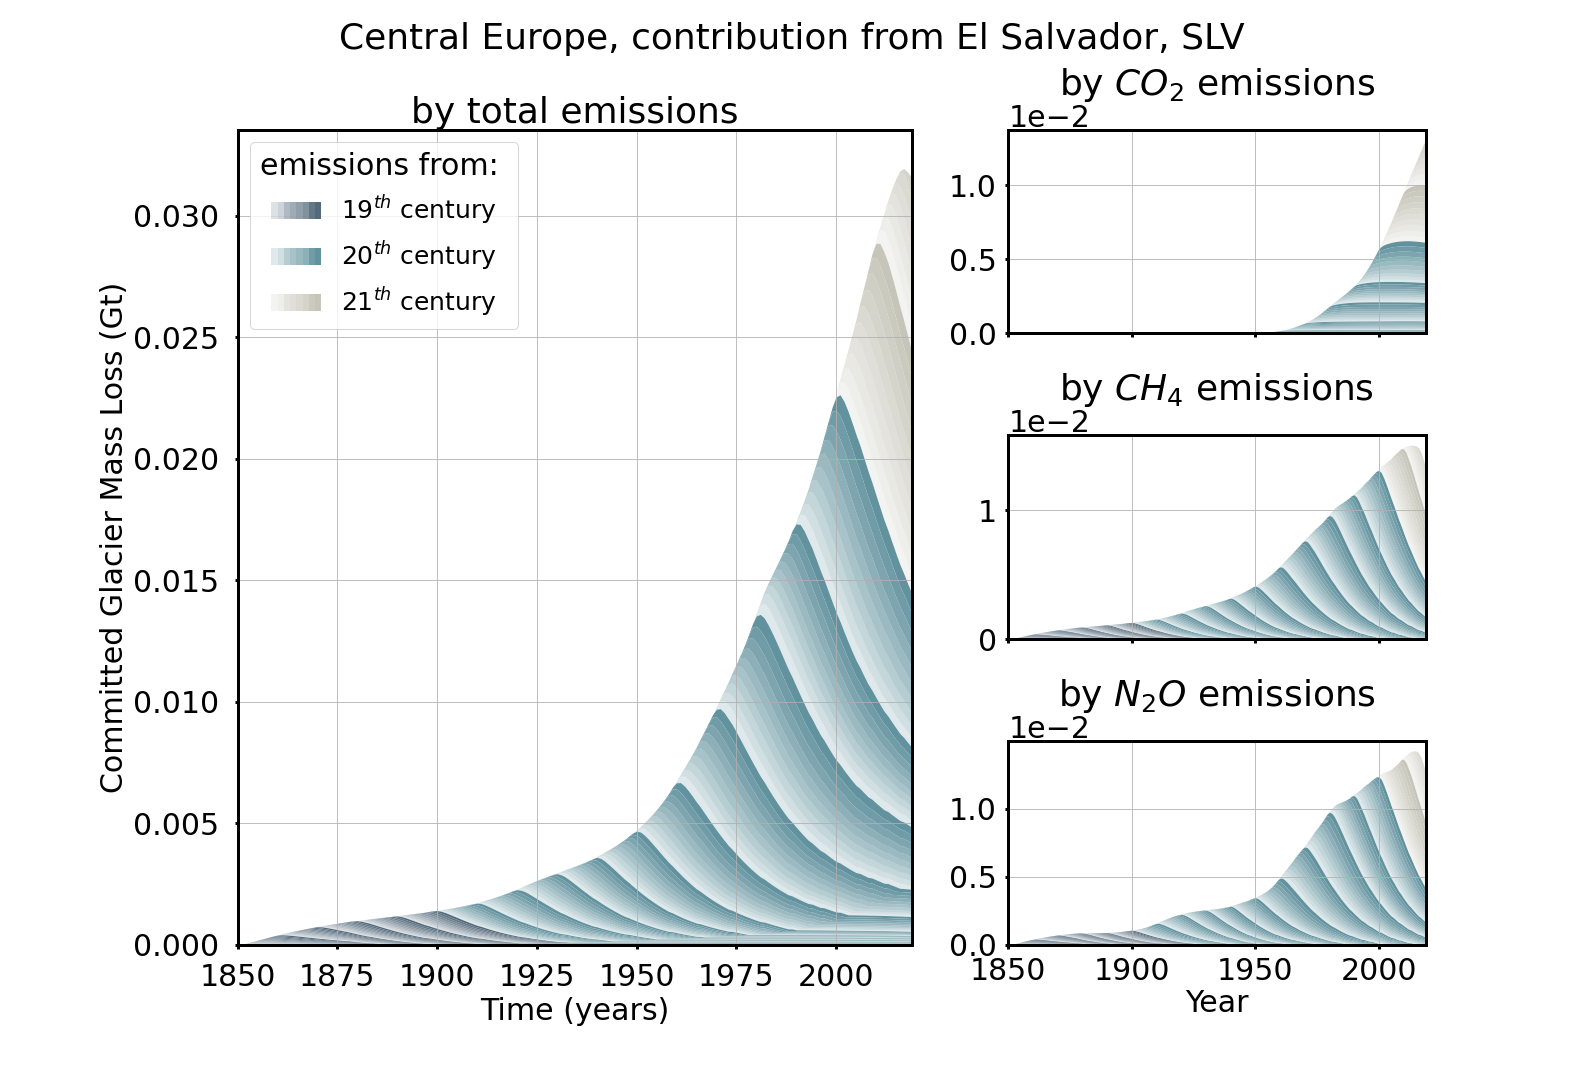 Central Europe, contribution from El Salvador, SLV
by total emissions
emissions from:
19th century
20th century
21th century
0.030
0.025
0.020
0.015
0.010
0.005
0.000
Committed Glacier Mass Loss (Gt)
1850 1875 1900 1925 1950 1975 2000
Time (years)
by CO2 emissions
1e−2
1.0
0.5
0.0
by CH4 emissions
1e−2
1
0
by N2O emissions
1e−2
1.0
0.5
0.0
1850 1900 1950 2000
Year